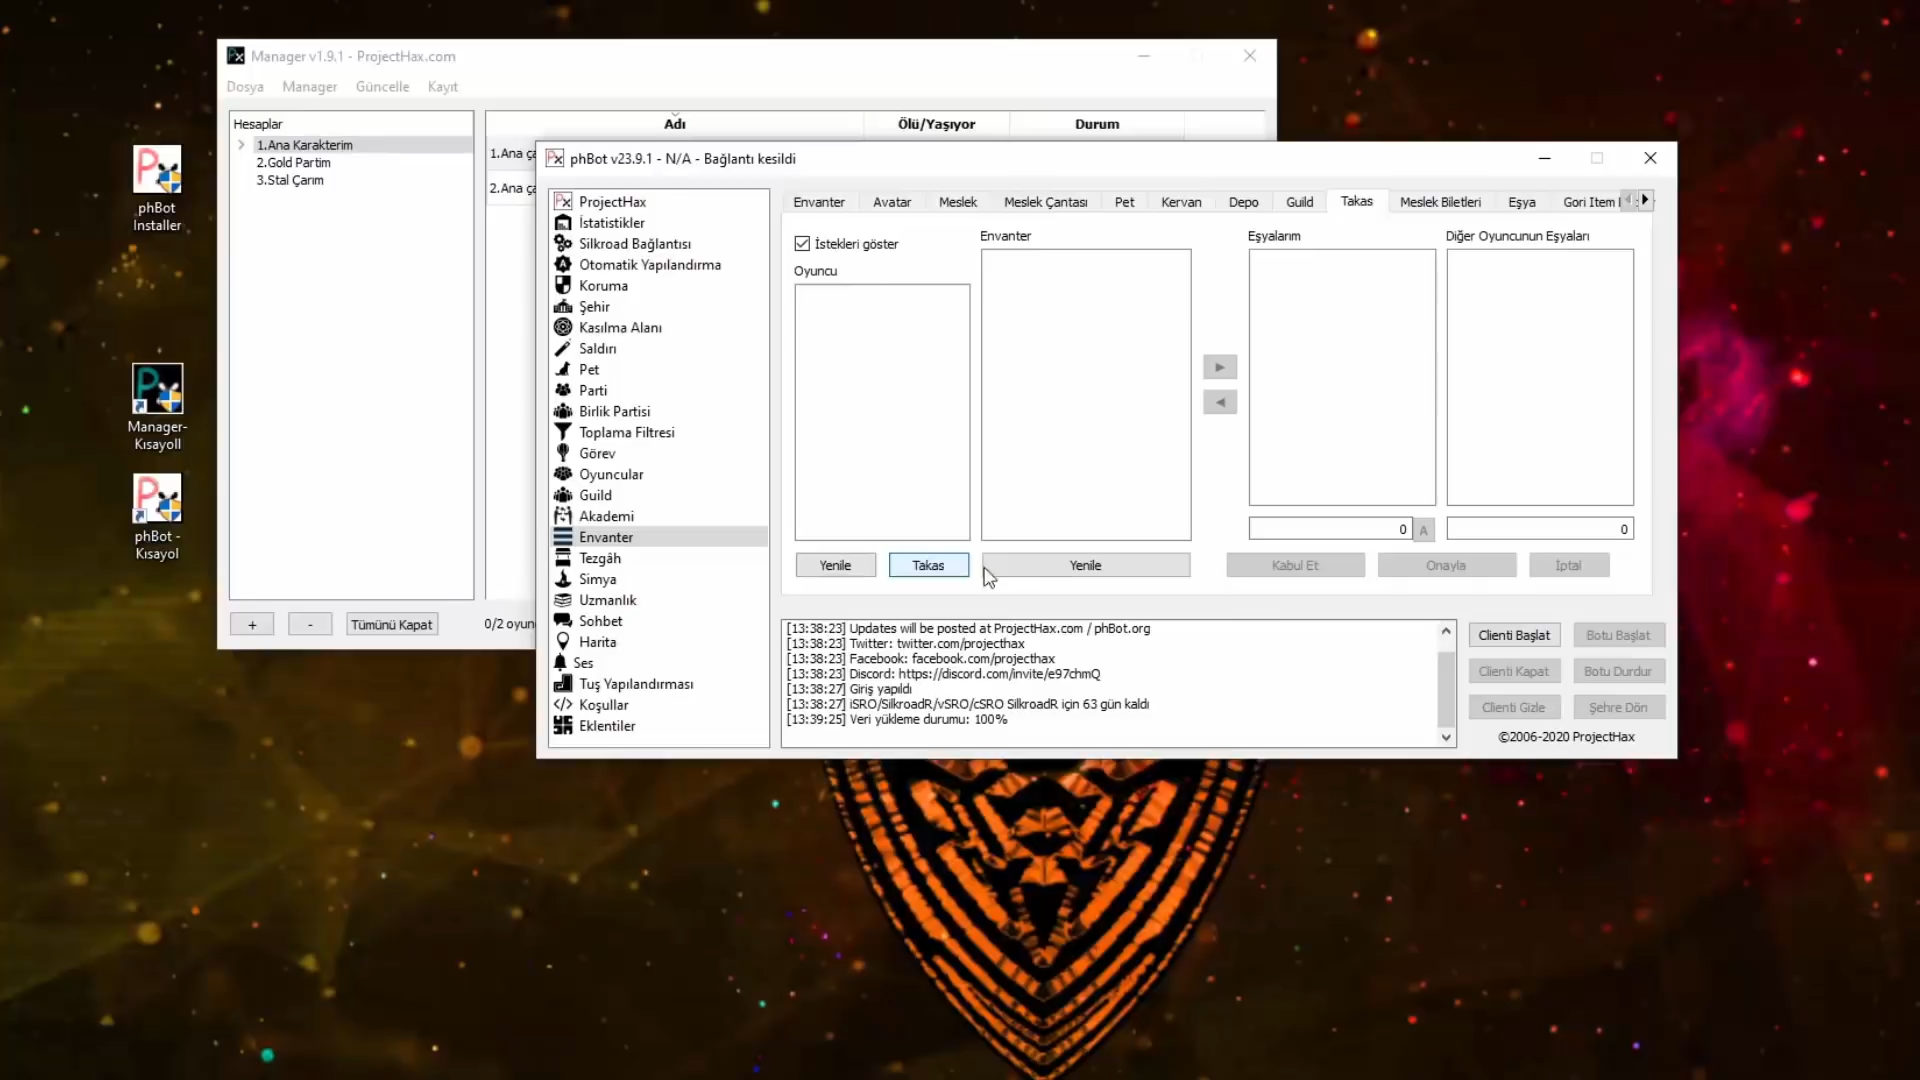 Manager v1.9.1 - ProjectHax.com
Dosya Manager Güncelle Kayıt
Hesaplar
1.Ana Karakterim
2.Gold Partim
3.Stal Çarım
+
-
Tümünü Kapat
Adı Ölü/Yaşıyor Durum
1.Ana ça
2.Ana ça
0/2 oyun
phBot Installer
Manager- Kısayoll
phBot - Kısayol
phBot v23.9.1 - N/A - Bağlantı kesildi
ProjectHax
İstatistikler
Silkroad Bağlantısı
Otomatik Yapılandırma
Koruma
Şehir
Kasılma Alanı
Saldırı
Pet
Parti
Birlik Partisi
Toplama Filtresi
Görev
Oyuncular
Guild
Akademi
Envanter
Tezgâh
Simya
Uzmanlık
Sohbet
Harita
Ses
Tuş Yapılandırması
Koşullar
Eklentiler
Envanter Avatar Meslek Meslek Çantası Pet Kervan Depo Guild Takas Meslek Biletleri Eşya Gori Item
İstekleri göster
Oyuncu
Envanter
Eşyalarım
Diğer Oyuncunun Eşyaları
0 A 0
Yenile Takas Yenile Kabul Et Onayla İptal
[13:38:23] Updates will be posted at ProjectHax.com / phBot.org
[13:38:23] Twitter: twitter.com/projecthax
[13:38:23] Facebook: facebook.com/projecthax
[13:38:23] Discord: https://discord.com/invite/e97chmQ
[13:38:27] Giriş yapıldı
[13:38:27] iSRO/SilkroadR/vSRO/cSRO SilkroadR için 63 gün kaldı
[13:39:25] Veri yükleme durumu: 100%
Clienti Başlat Botu Başlat
Clienti Kapat Botu Durdur
Clienti Gizle Şehre Dön
©2006-2020 ProjectHax